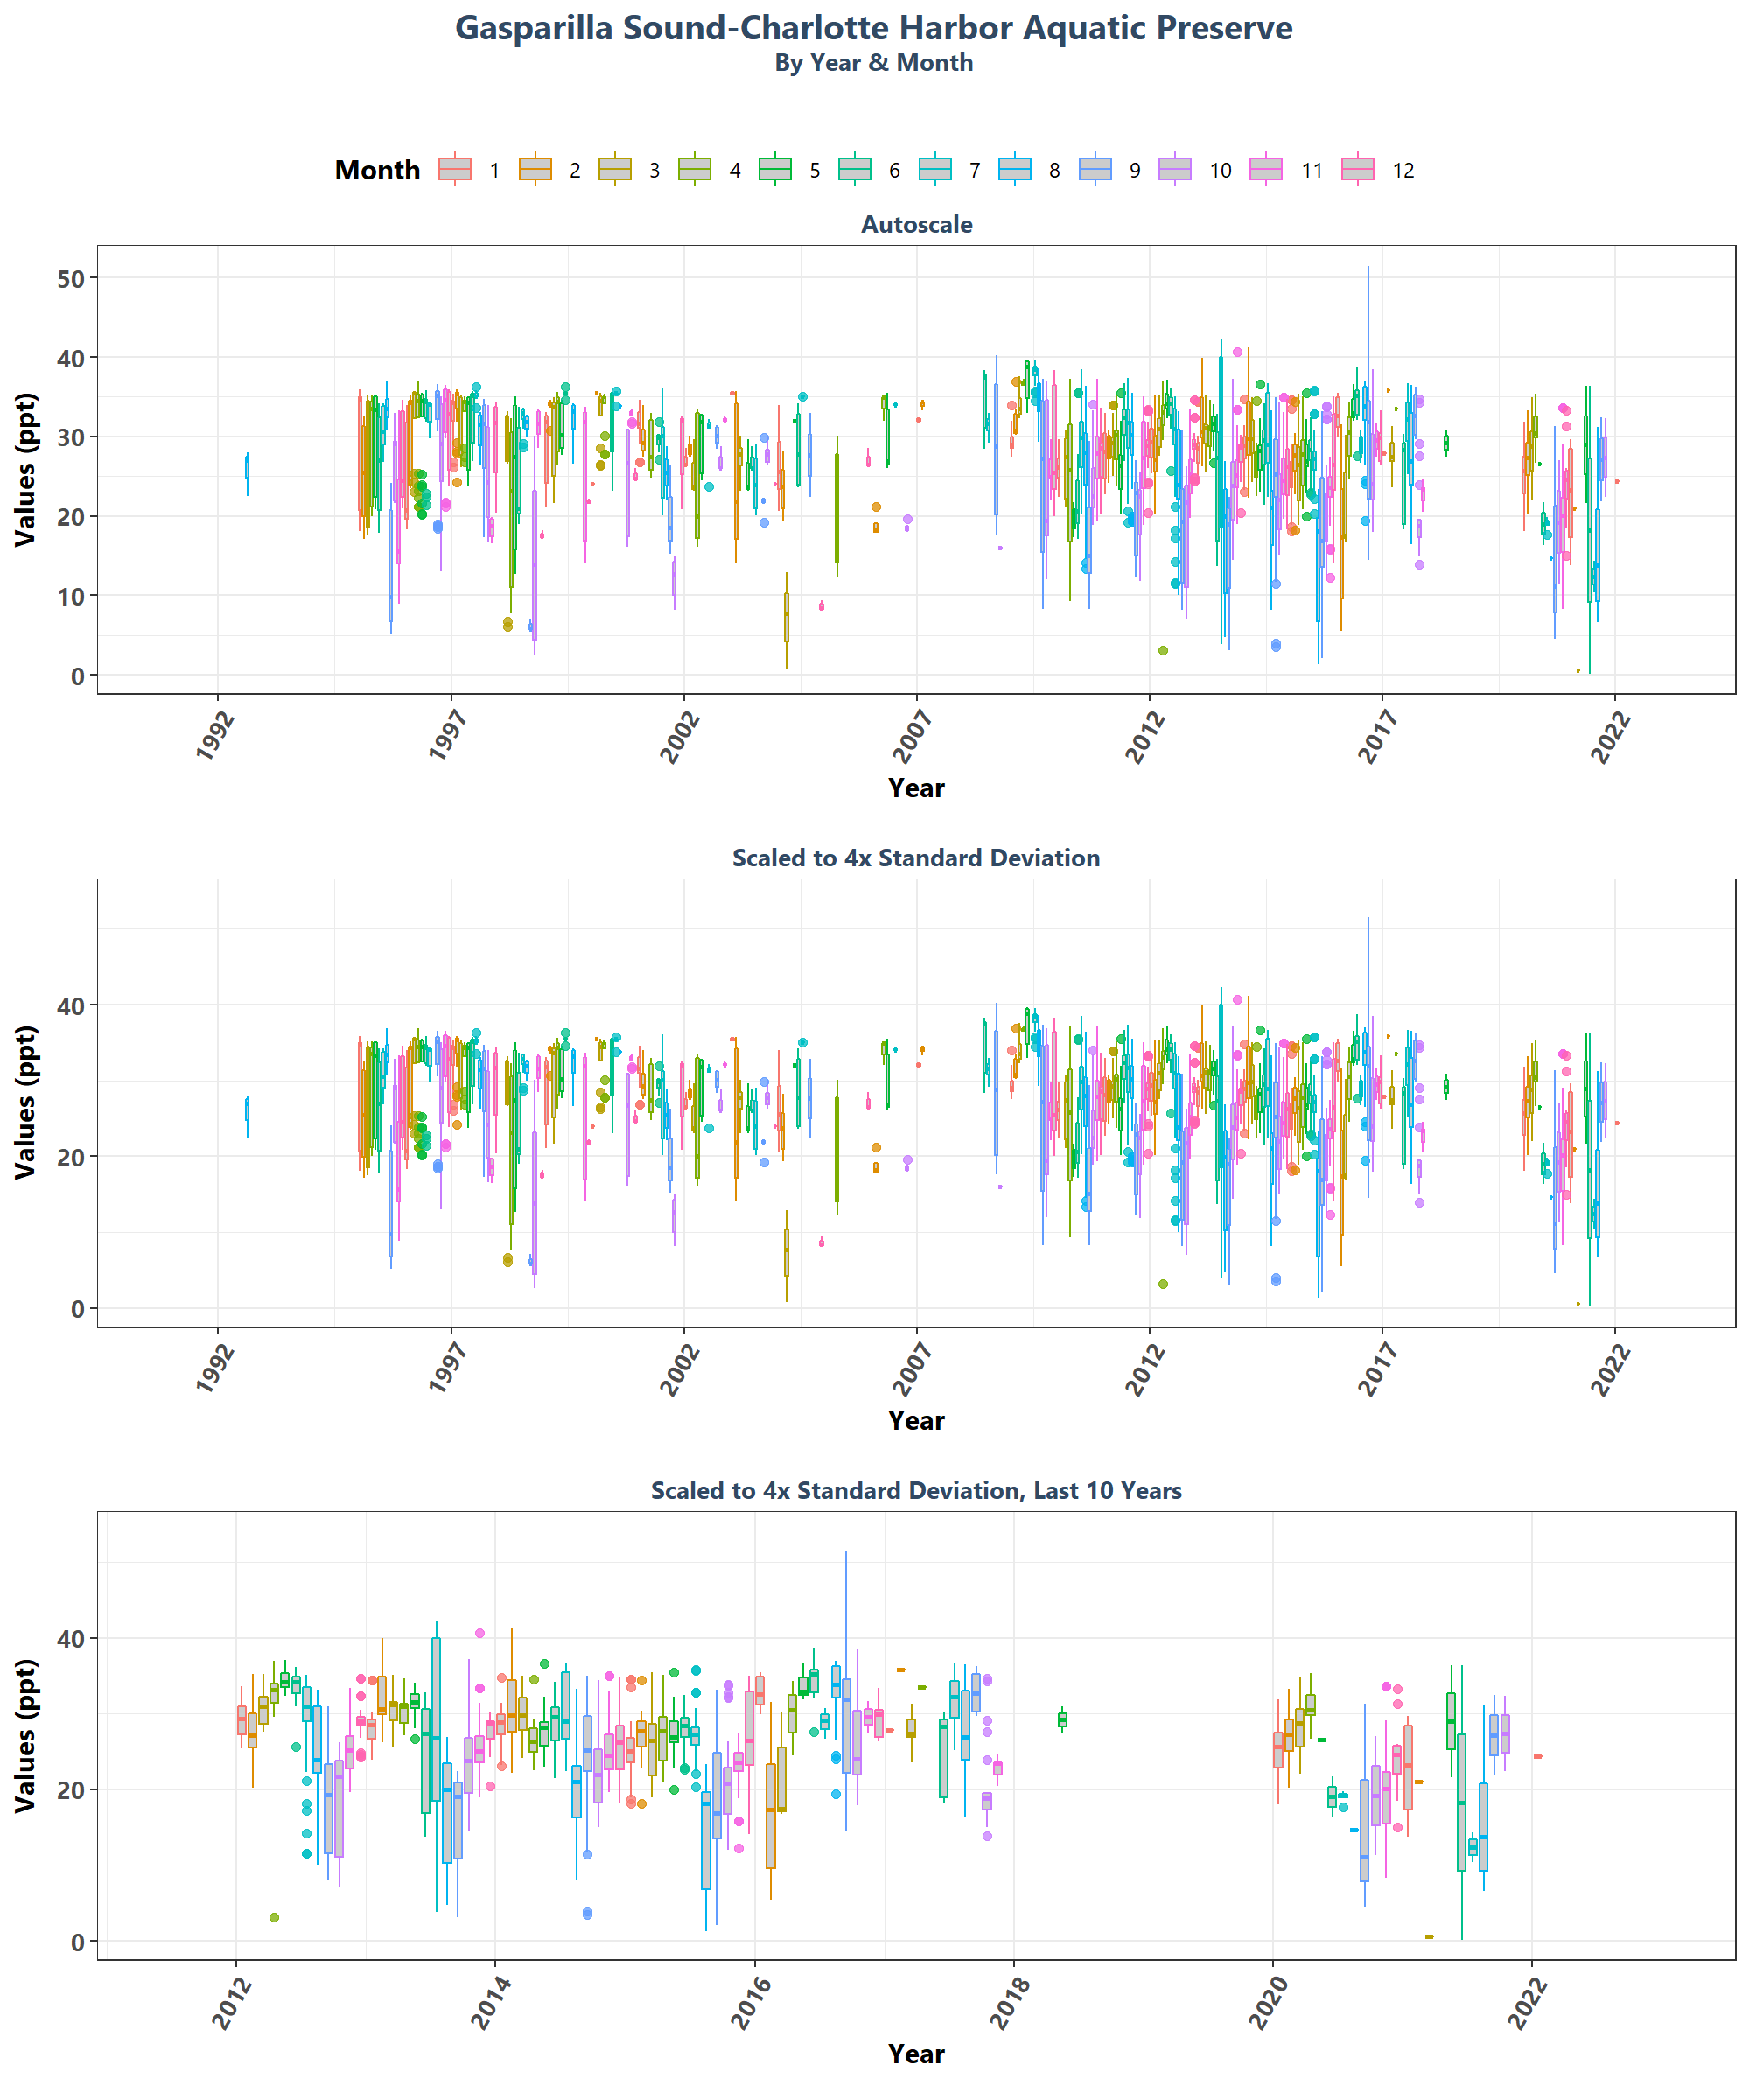 Gasparilla Sound-Charlotte Harbor Aquatic Preserve
By Year & Month
Month 1 2 3 4 5 6 7 8 9 10 11 12
Autoscale
Values (ppt)
50
40
30
20
10
0
1992 1997 2002 2007 2012 2017 2022
Year
Scaled to 4x Standard Deviation
Values (ppt)
40
20
0
1992 1997 2002 2007 2012 2017 2022
Year
Scaled to 4x Standard Deviation, Last 10 Years
Values (ppt)
40
20
0
2012 2014 2016 2018 2020 2022
Year